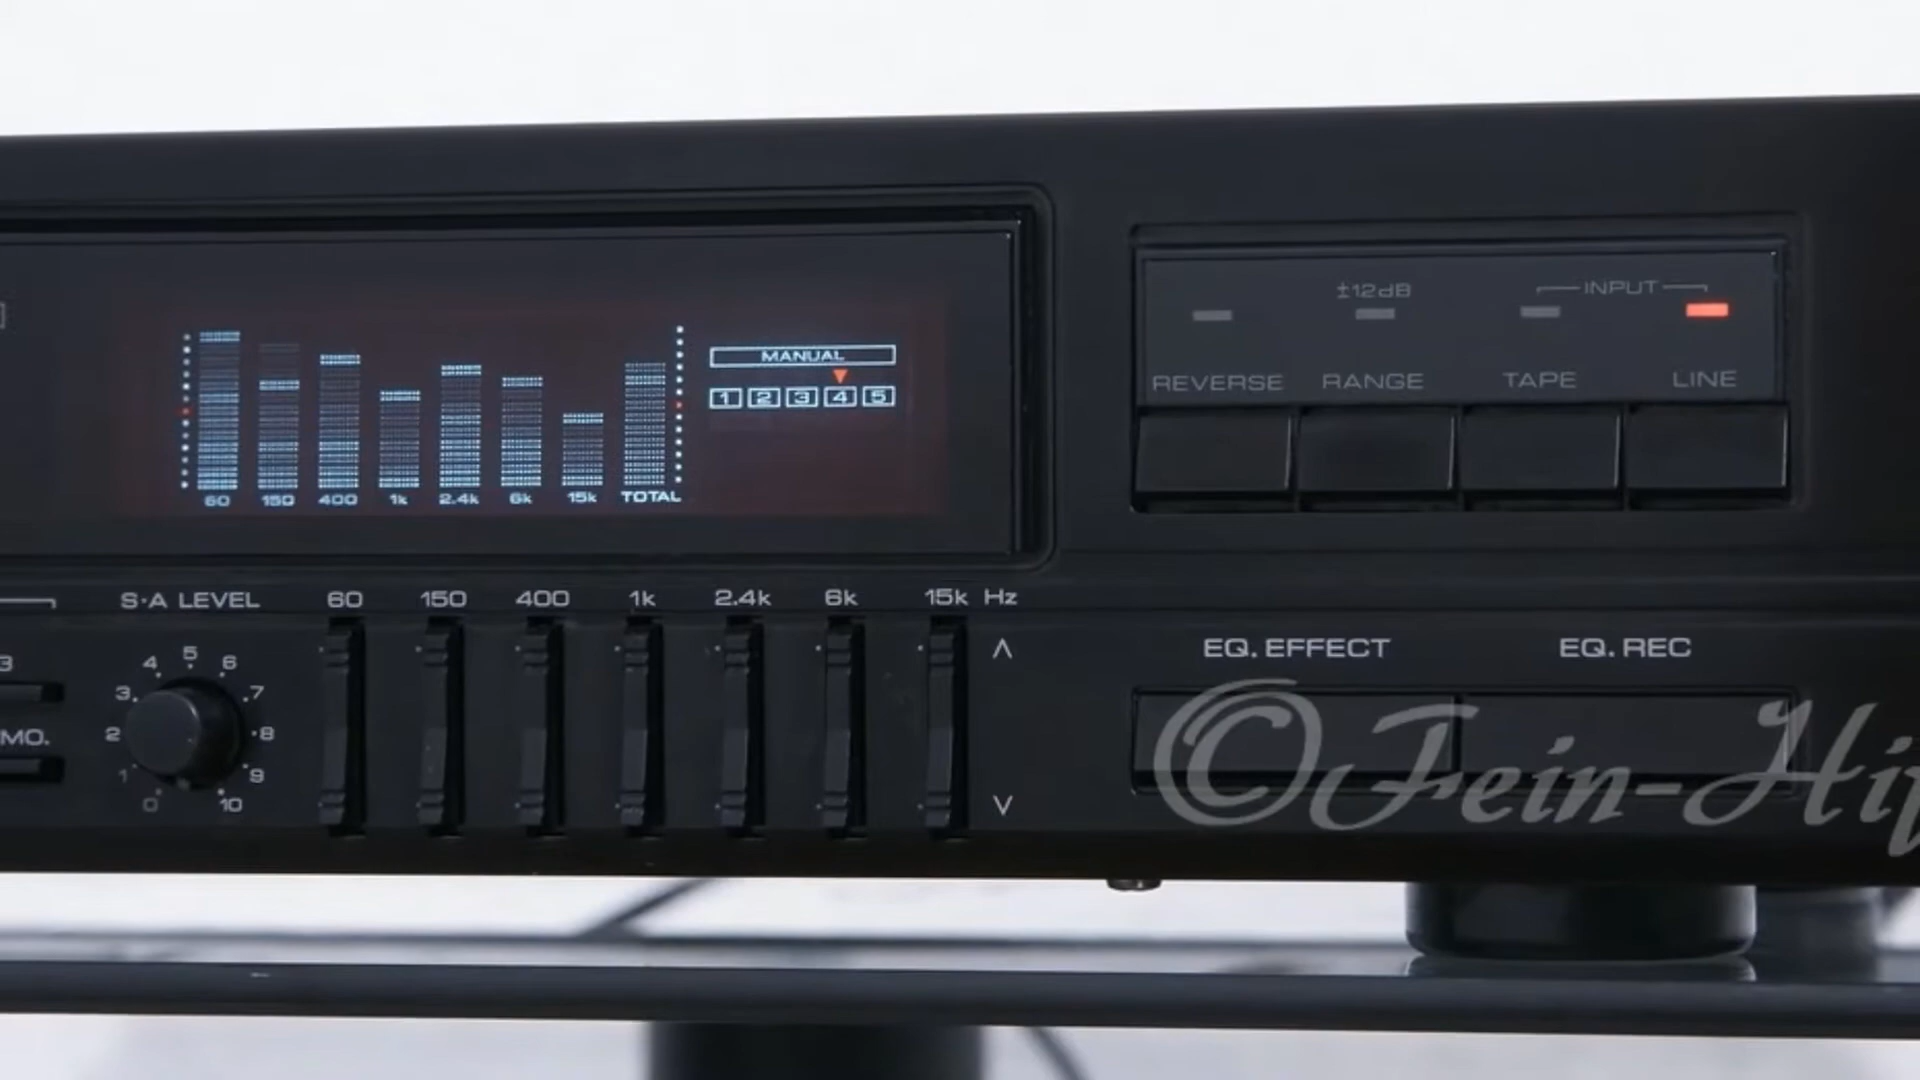 ±12dB
INPUT
REVERSE RANGE TAPE LINE
MANUAL
1 2 3 4 5
60 150 400 1k 2.4k 6k 15k TOTAL
S·A LEVEL
60 150 400 1k 2.4k 6k 15k Hz
0 1 2 3 4 5 6 7 8 9 10
3
MO.
EQ. EFFECT EQ. REC
©Fein-Hif